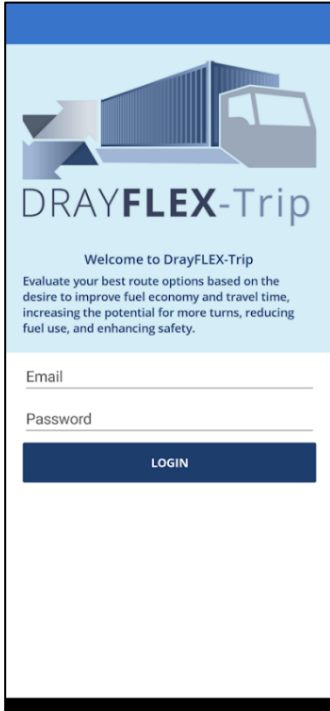 DRAYFLEX-Trip
Welcome to DrayFLEX-Trip
Evaluate your best route options based on the
desire to improve fuel economy and travel time,
increasing the potential for more turns, reducing
fuel use, and enhancing safety.
Email
Password
LOGIN